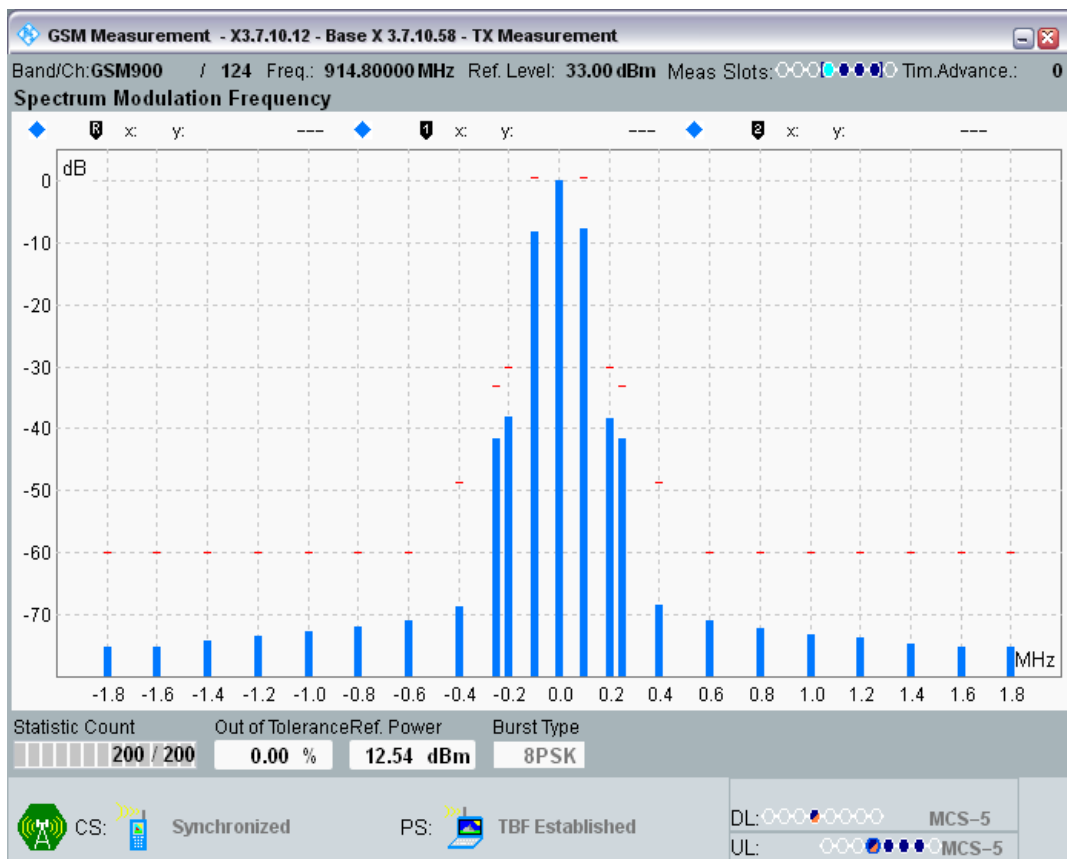 GSM Measurement - X3.7.10.12 - Base X 3.7.10.58 - TX Measurement
Band/Ch:GSM900 / 124 Freq.: 914.80000 MHz Ref. Level: 33.00 dBm Meas Slots: Tim.Advance.: 0
Spectrum Modulation Frequency
R x: y: --- 1 x: y: --- 2 x: y: ---
dB
0
-10
-20
-30
-40
-50
-60
-70
MHz
-1.8 -1.6 -1.4 -1.2 -1.0 -0.8 -0.6 -0.4 -0.2 0.0 0.2 0.4 0.6 0.8 1.0 1.2 1.4 1.6 1.8
Statistic Count Out of Tolerance Ref. Power Burst Type
200 / 200 0.00 % 12.54 dBm 8PSK
CS: Synchronized PS: TBF Established
DL: MCS-5
UL: MCS-5